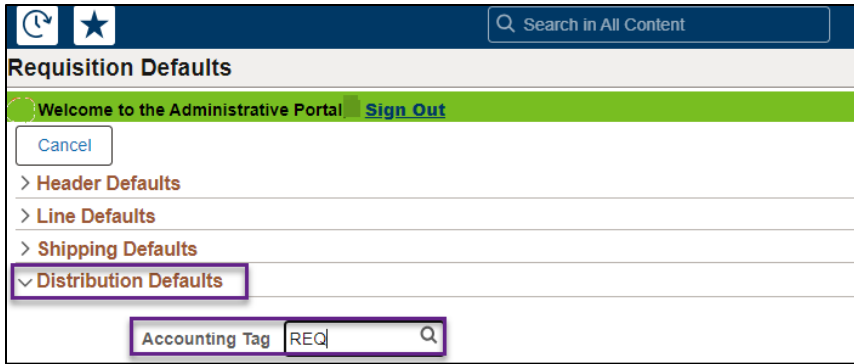 Search in All Content
Requisition Defaults
Welcome to the Administrative Portal Sign Out
Cancel
Header Defaults
Line Defaults
Shipping Defaults
Distribution Defaults
Accounting Tag REQ